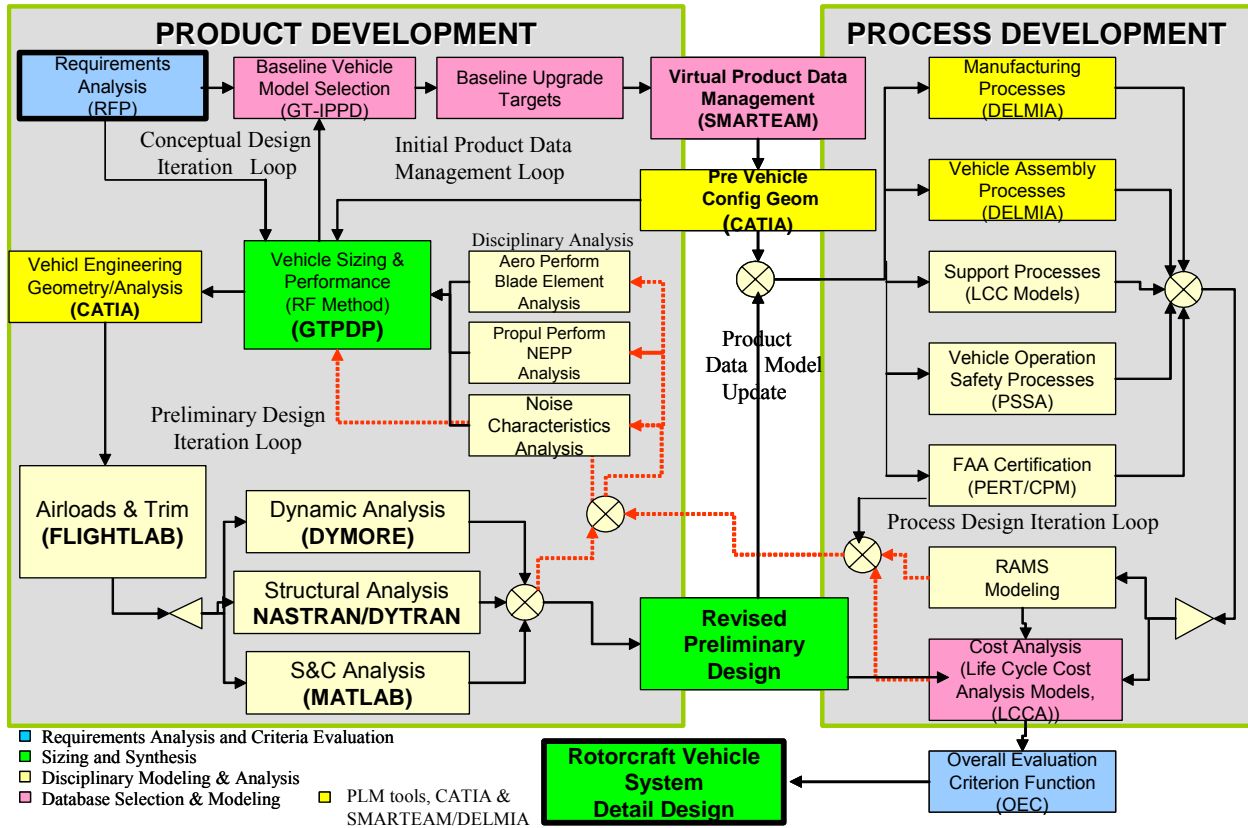 PRODUCT DEVELOPMENT
PROCESS DEVELOPMENT
Requirements
Analysis
(RFP)
Baseline Vehicle
Model Selection
(GT-IPPD)
Baseline Upgrade
Targets
Virtual Product Data
Management
(SMARTEAM)
Manufacturing
Processes
(DELMIA)
Conceptual Design
Iteration Loop
Initial Product Data
Management Loop
Pre Vehicle
Config Geom
(CATIA)
Vehicle Assembly
Processes
(DELMIA)
Vehicl Engineering
Geometry/Analysis
(CATIA)
Vehicle Sizing &
Performance
(RF Method)
(GTPDP)
Disciplinary Analysis
Aero Perform
Blade Element
Analysis
Propul Perform
NEPP
Analysis
Noise
Characteristics
Analysis
Support Processes
(LCC Models)
Product
Data Model
Update
Vehicle Operation
Safety Processes
(PSSA)
Preliminary Design
Iteration Loop
FAA Certification
(PERT/CPM)
Process Design Iteration Loop
Airloads & Trim
(FLIGHTLAB)
Dynamic Analysis
(DYMORE)
Structural Analysis
NASTRAN/DYTRAN
S&C Analysis
(MATLAB)
Revised
Preliminary
Design
RAMS
Modeling
Cost Analysis
(Life Cycle Cost
Analysis Models,
(LCCA))
Requirements Analysis and Criteria Evaluation
Sizing and Synthesis
Disciplinary Modeling & Analysis
Database Selection & Modeling
PLM tools, CATIA &
SMARTEAM/DELMIA
Rotorcraft Vehicle
System
Detail Design
Overall Evaluation
Criterion Function
(OEC)